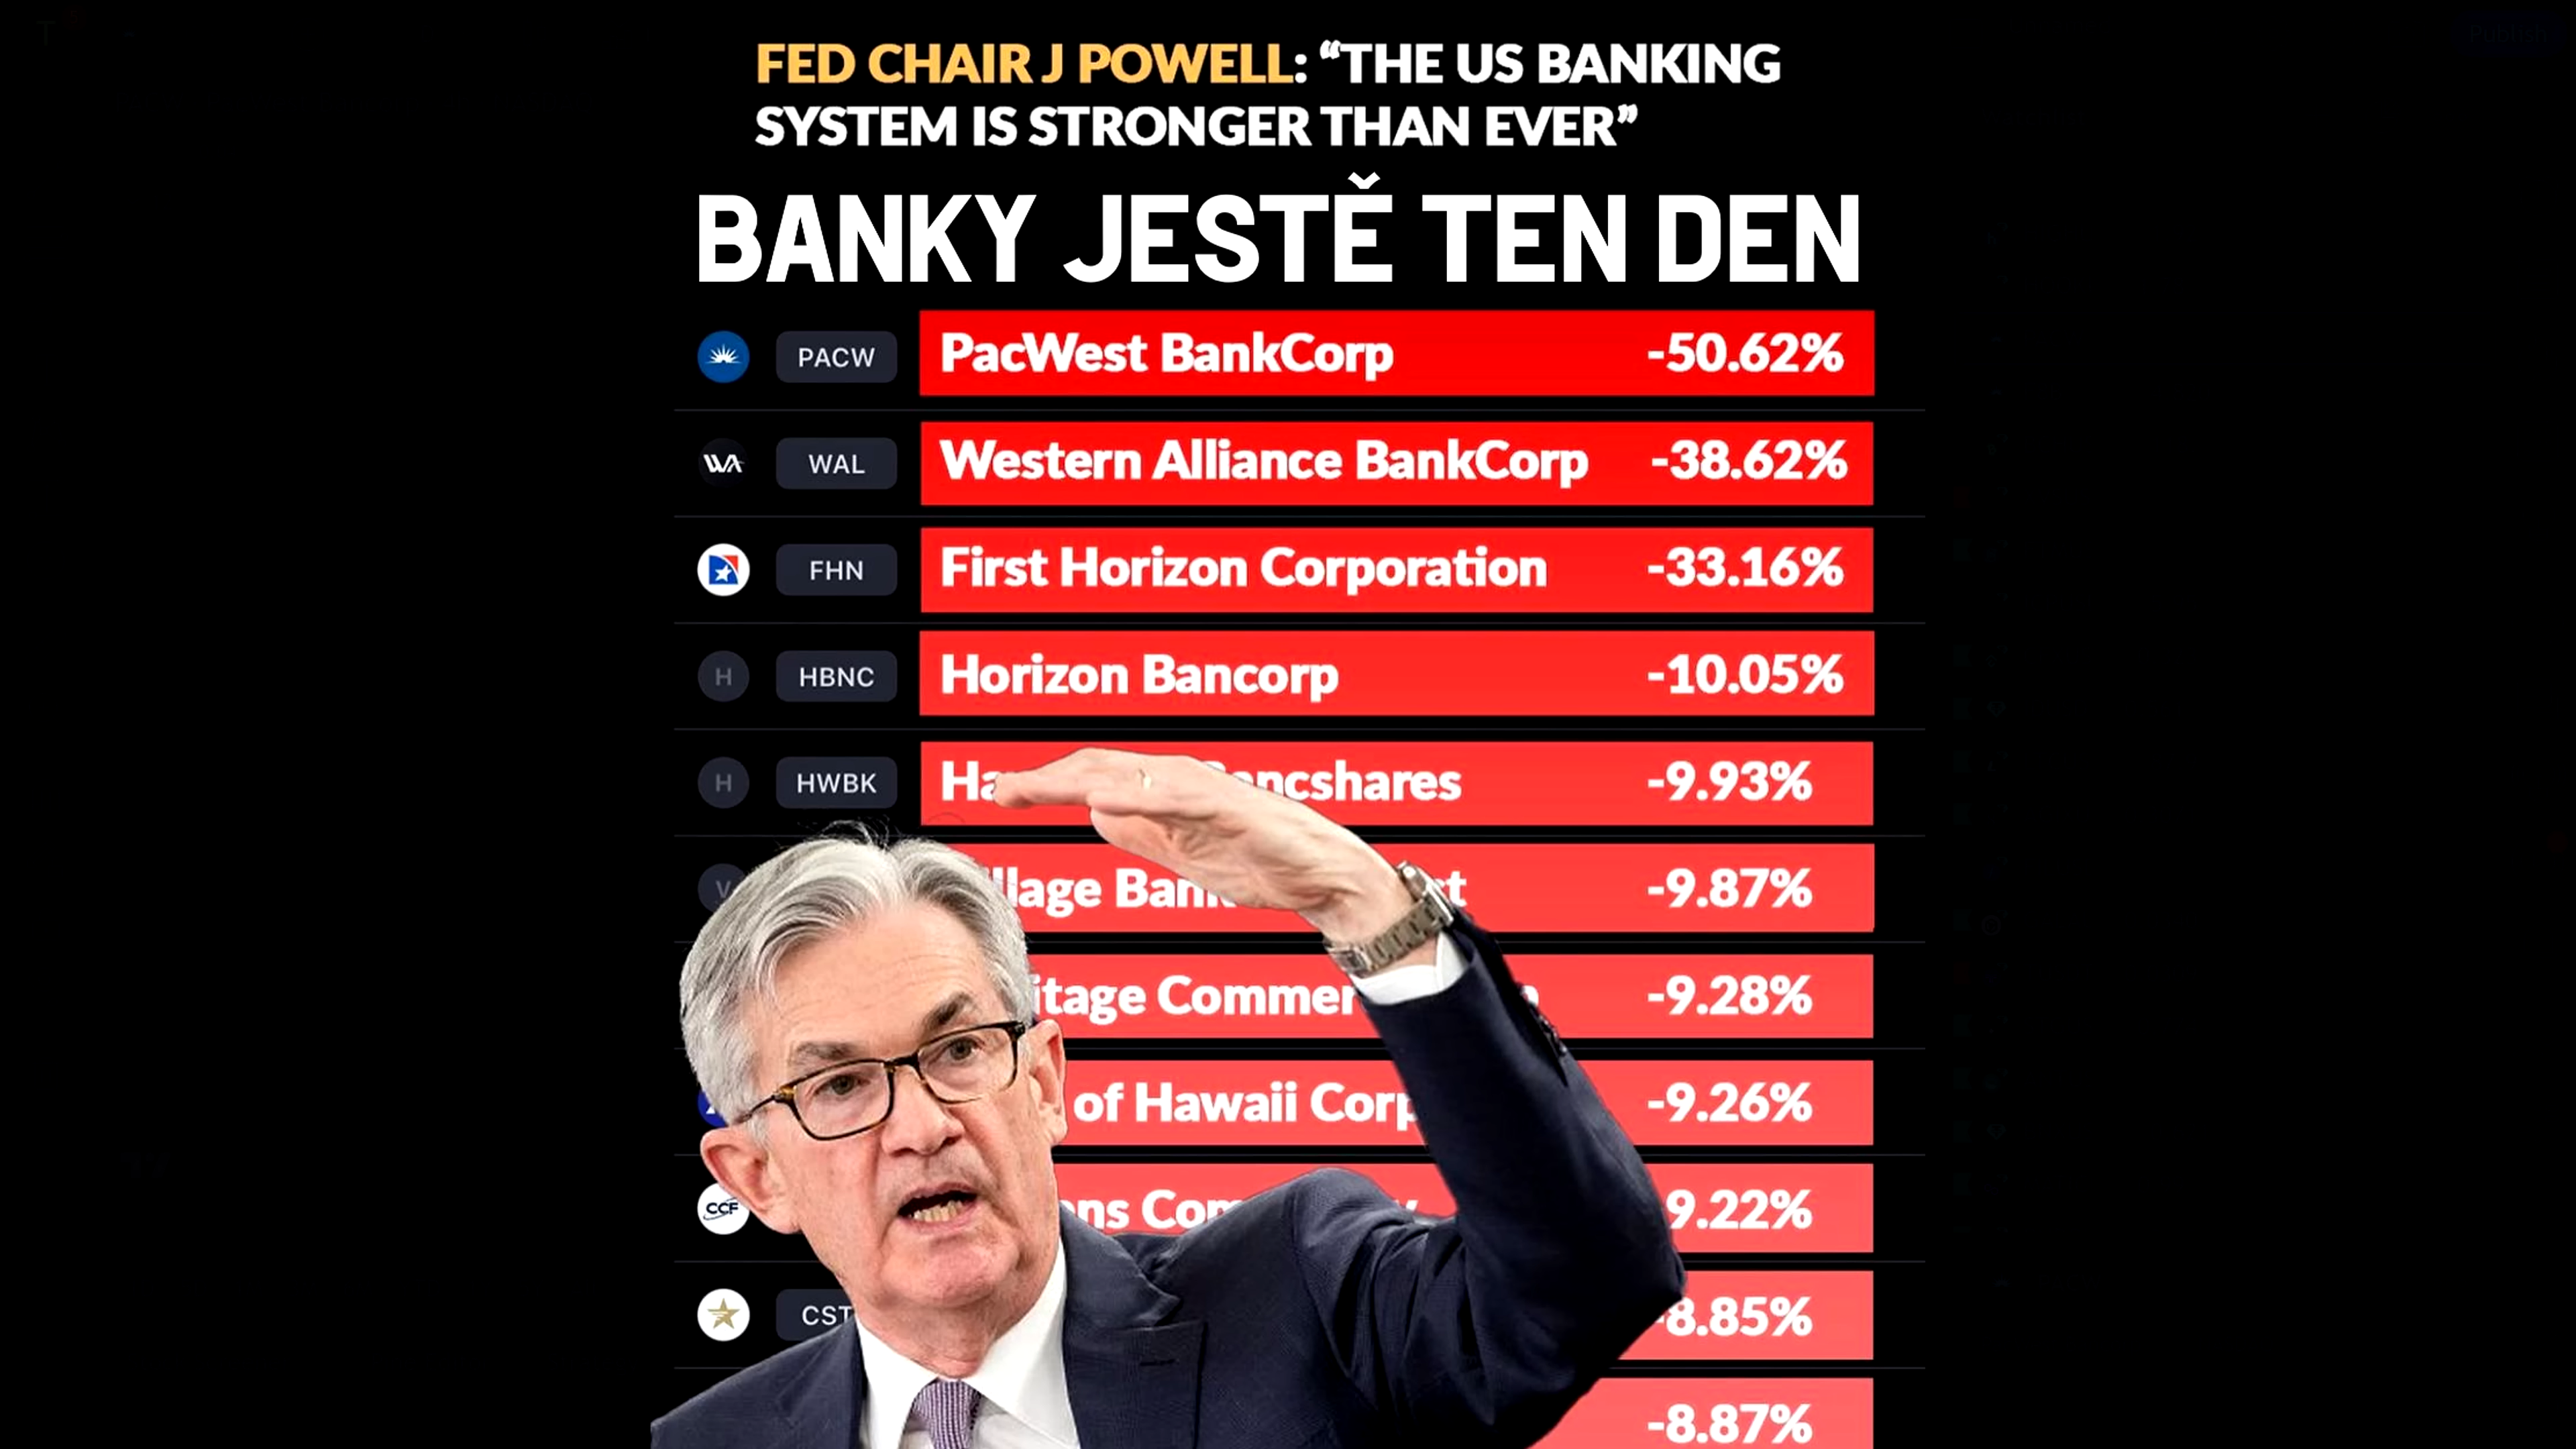 FED CHAIR J POWELL: “THE US BANKING
SYSTEM IS STRONGER THAN EVER”
BANKY JESTĚ TEN DEN
PACW PacWest BankCorp -50.62%
WA WAL Western Alliance BankCorp -38.62%
FHN First Horizon Corporation -33.16%
H HBNC Horizon Bancorp -10.05%
H HWBK -9.93%
V -9.87%
-9.28%
of Hawaii -9.26%
CCF 9.22%
-8.85%
-8.87%